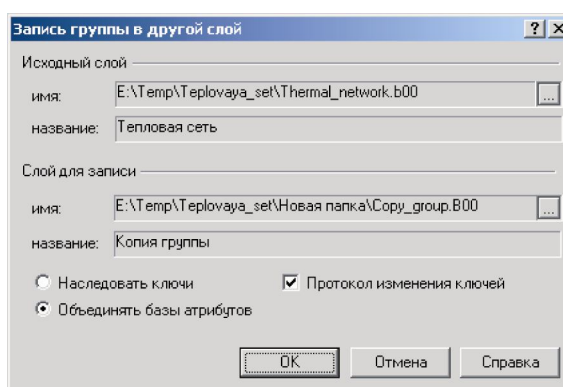 Запись группы в другой слой
Исходный слой
имя: E:\Temp\Teplovaya_set\Thermal_network.b00 ...
название: Тепловая сеть
Слой для записи
имя: E:\Temp\Teplovaya_set\Новая папка\Copy_group.B00 ...
название: Копия группы
Наследовать ключи Протокол изменения ключей
Объединять базы атрибутов
OK Отмена Справка